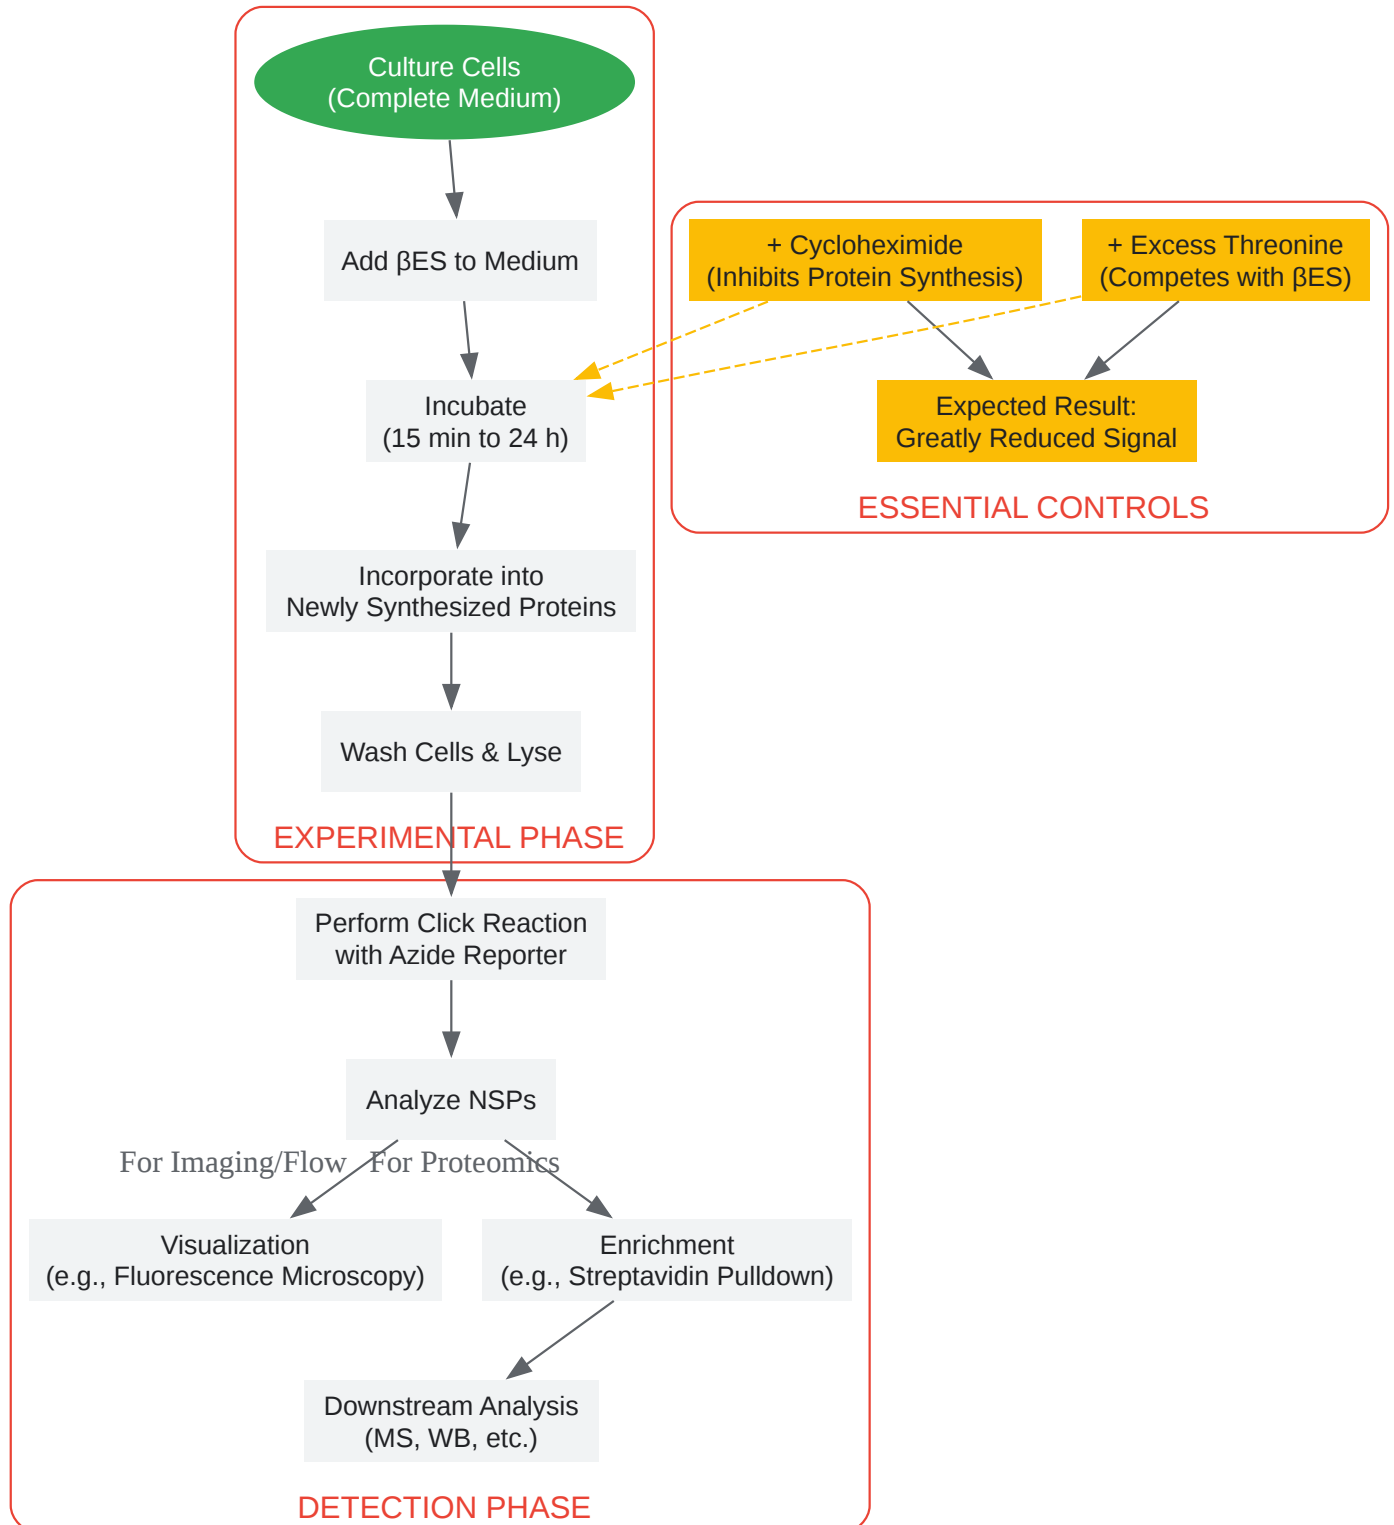 Culture Cells
(Complete Medium)
Add βES to Medium
Incubate
(15 min to 24 h)
Incorporate into
Newly Synthesized Proteins
Wash Cells & Lyse
EXPERIMENTAL PHASE
+ Cycloheximide
(Inhibits Protein Synthesis)
+ Excess Threonine
(Competes with βES)
Expected Result:
Greatly Reduced Signal
ESSENTIAL CONTROLS
Perform Click Reaction
with Azide Reporter
Analyze NSPs
For Imaging/Flow
For Proteomics
Visualization
(e.g., Fluorescence Microscopy)
Enrichment
(e.g., Streptavidin Pulldown)
Downstream Analysis
(MS, WB, etc.)
DETECTION PHASE